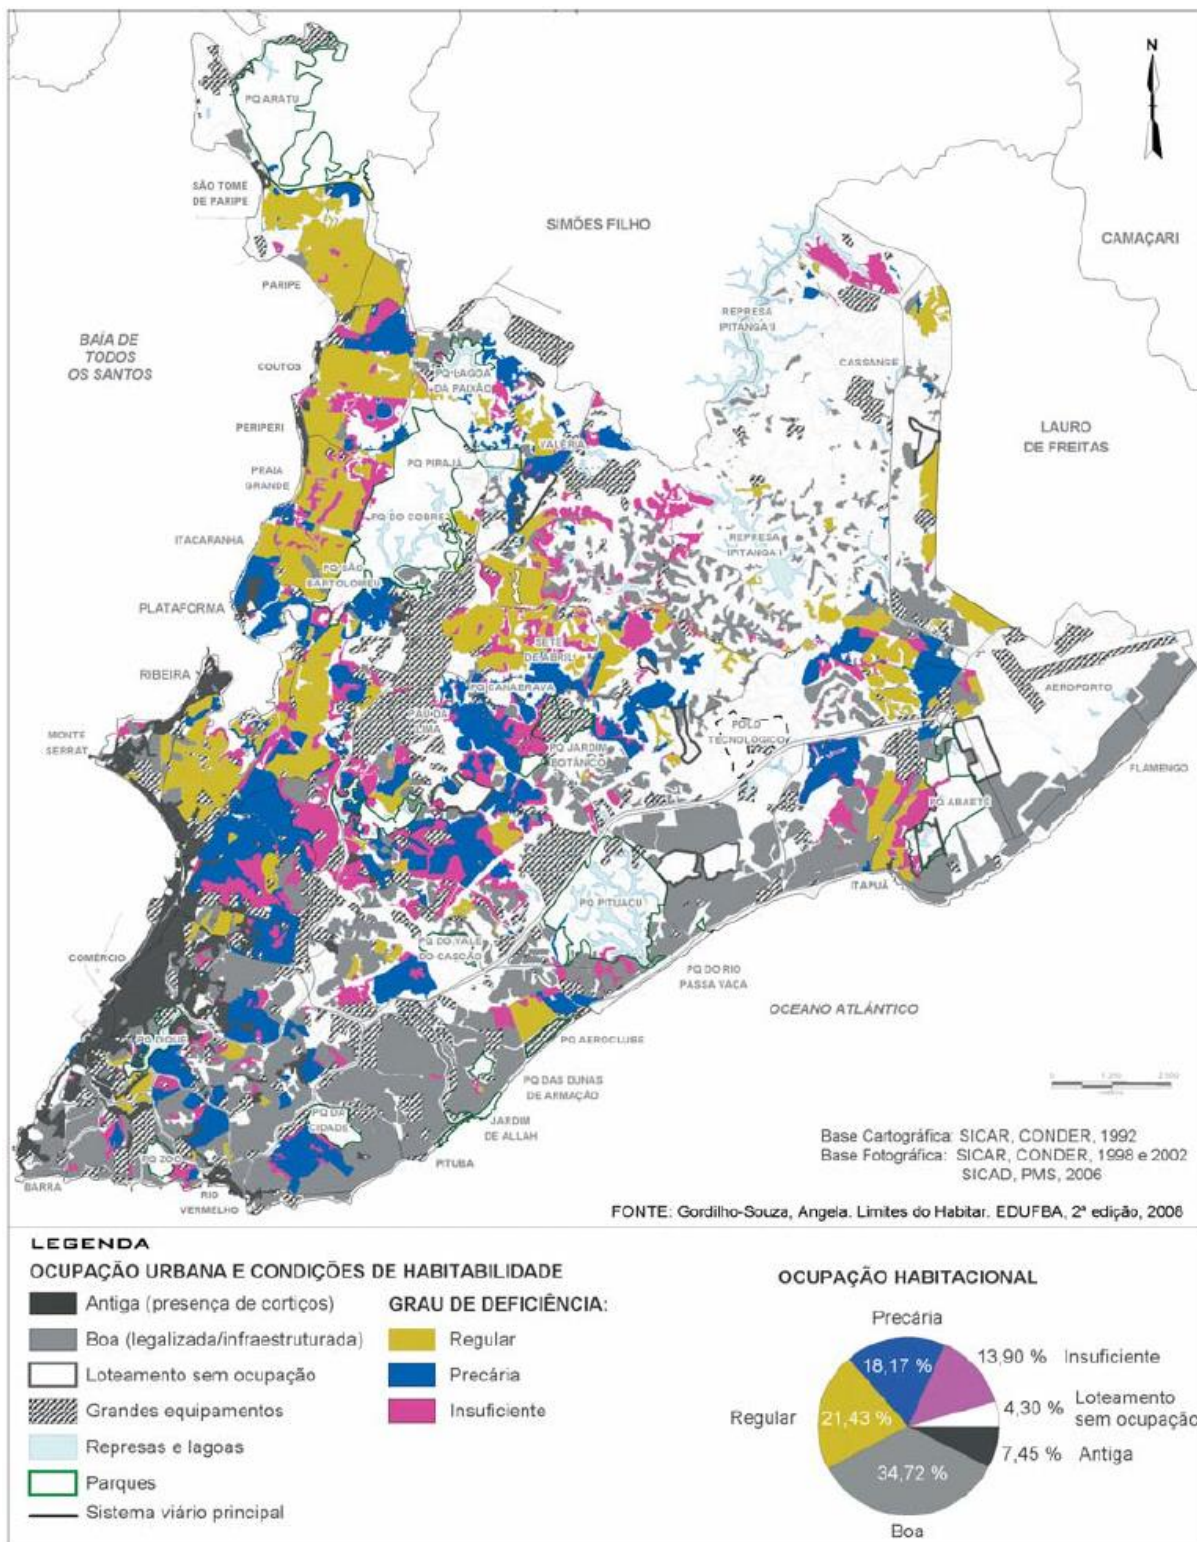 N
PQ ARATU
SÃO TOMÉ
DE PARIPE
SIMÕES FILHO
CAMAÇARI
PARIPE
REPRESA
IPITANGA II
BAÍA DE
TODOS
OS SANTOS
COUTOS
PQ LAGOA
DA PAIXÃO
CASSANGE
PERIPERI
LAURO
DE FREITAS
VALÉRIA
PQ PIRAJÁ
PRAIA
GRANDE
PQ DO COBRE
ITACARANHA
REPRESA
IPITANGA I
PQ SÃO
BARTOLOMEU
PLATAFORMA
SETE
DE ABRIL
RIBEIRA
PQ CANABRAVA
AEROPORTO
PAU DA
LIMA
MONTE
SERRAT
POLO
TECNOLÓGICO
PQ JARDIM
BOTÂNICO
FLAMENGO
PQ ABAETÉ
ITAPUÃ
PQ PITUAÇU
PQ DO VALE
DO CASCÃO
COMÉRCIO
PQ DO RIO
PASSA VACA
OCEANO ATLÂNTICO
PQ DIQUE
PQ AEROCLUBE
PQ DAS DUNAS
DE ARMAÇÃO
PQ DA
CIDADE
JARDIM
DE ALLAH
PQ ZOO
PITUBA
BARRA
RIO
VERMELHO
Base Cartográfica: SICAR, CONDER, 1992
Base Fotográfica: SICAR, CONDER, 1998 e 2002
SICAD, PMS, 2006
FONTE: Gordilho-Souza, Angela. Limites do Habitar. EDUFBA, 2ª edição, 2008
LEGENDA
OCUPAÇÃO URBANA E CONDIÇÕES DE HABITABILIDADE
Antiga (presença de cortiços)
Boa (legalizada/infraestruturada)
Loteamento sem ocupação
Grandes equipamentos
Represas e lagoas
Parques
Sistema viário principal
GRAU DE DEFICIÊNCIA:
Regular
Precária
Insuficiente
OCUPAÇÃO HABITACIONAL
Precária
18,17 %
13,90 % Insuficiente
4,30 % Loteamento
sem ocupação
Regular 21,43 %
7,45 % Antiga
34,72 %
Boa